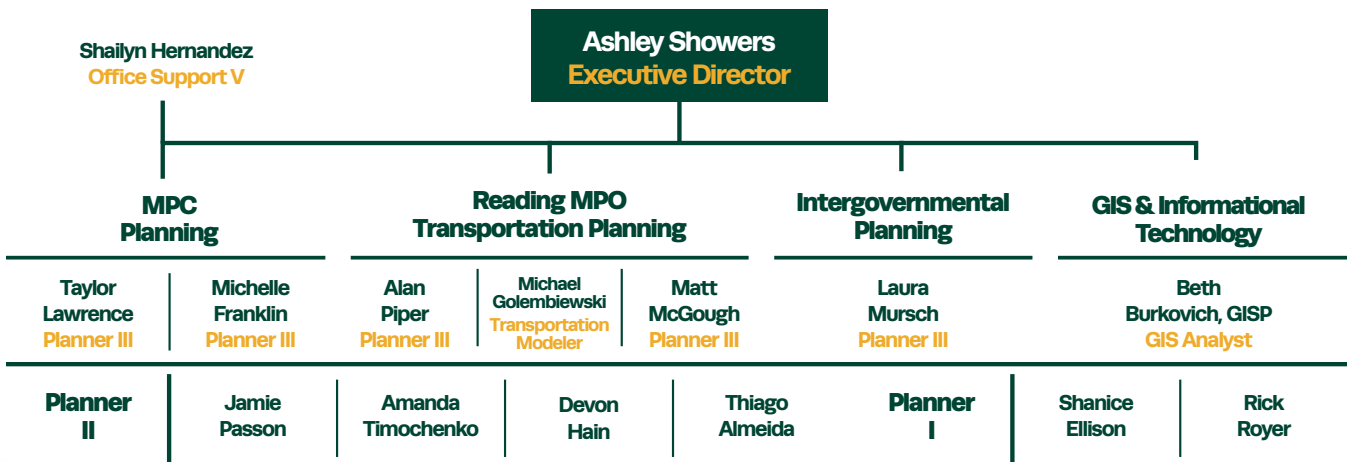 Shailyn Hernandez
Office Support V
Ashley Showers
Executive Director
MPC
Planning
Reading MPO
Transportation Planning
Intergovernmental
Planning
GIS & Informational
Technology
Taylor
Lawrence
Planner III
Michelle
Franklin
Planner III
Alan
Piper
Planner III
Michael
Golembiewski
Transportation
Modeler
Matt
McGough
Planner III
Laura
Mursch
Planner III
Beth
Burkovich, GISP
GIS Analyst
Planner
II
Jamie
Passon
Amanda
Timochenko
Devon
Hain
Thiago
Almeida
Planner
I
Shanice
Ellison
Rick
Royer